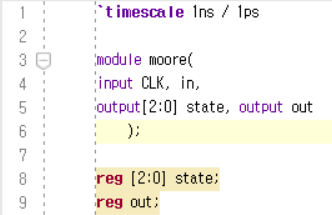 1 `timescale 1ns / 1ps
2
3 module moore(
4 input CLK, in,
5 output[2:0] state, output out
6 );
7
8 reg [2:0] state;
9 reg out;